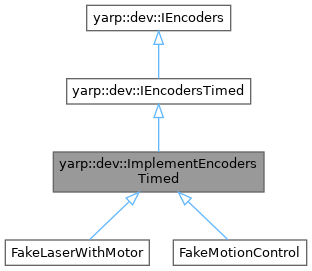 yarp::dev::IEncoders
yarp::dev::IEncodersTimed
yarp::dev::ImplementEncoders
Timed
FakeLaserWithMotor
FakeMotionControl